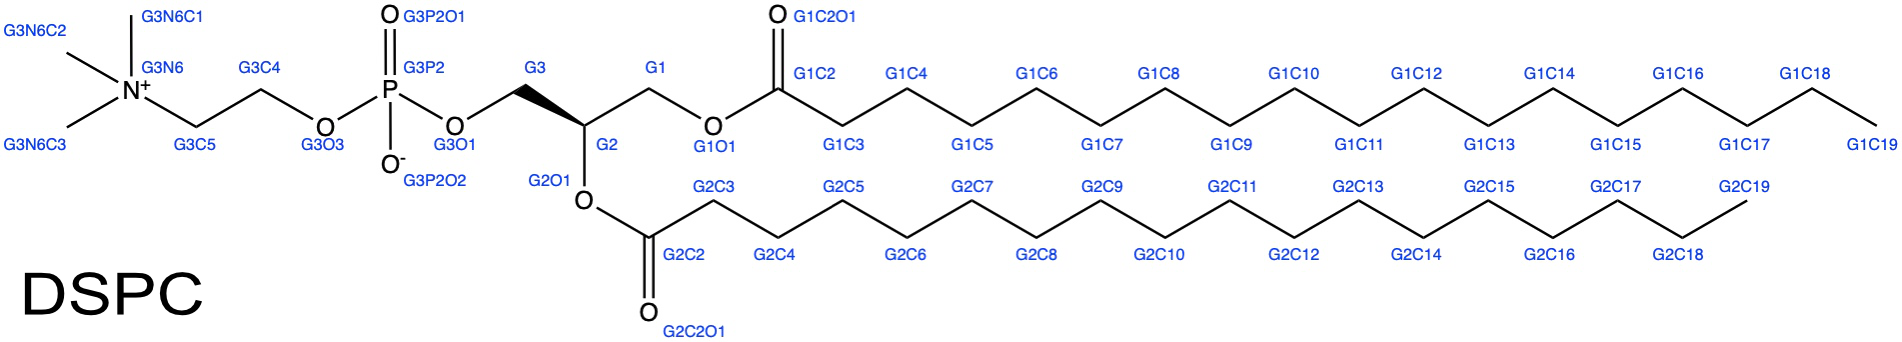 O G3P2O1 O G1C2O1
G3N6C1
G3N6C2
G3N6 G3C4 G3P2 G3 G1 G1C2 G1C4 G1C6 G1C8 G1C10 G1C12 G1C14 G1C16 G1C18
N+ P
O O O
G3N6C3 G3C5 G3O3 G3O1 G2 G1O1 G1C3 G1C5 G1C7 G1C9 G1C11 G1C13 G1C15 G1C17 G1C19
O-
G3P2O2 G2O1 G2C3 G2C5 G2C7 G2C9 G2C11 G2C13 G2C15 G2C17 G2C19
O
G2C2 G2C4 G2C6 G2C8 G2C10 G2C12 G2C14 G2C16 G2C18
DSPC
O
G2C2O1